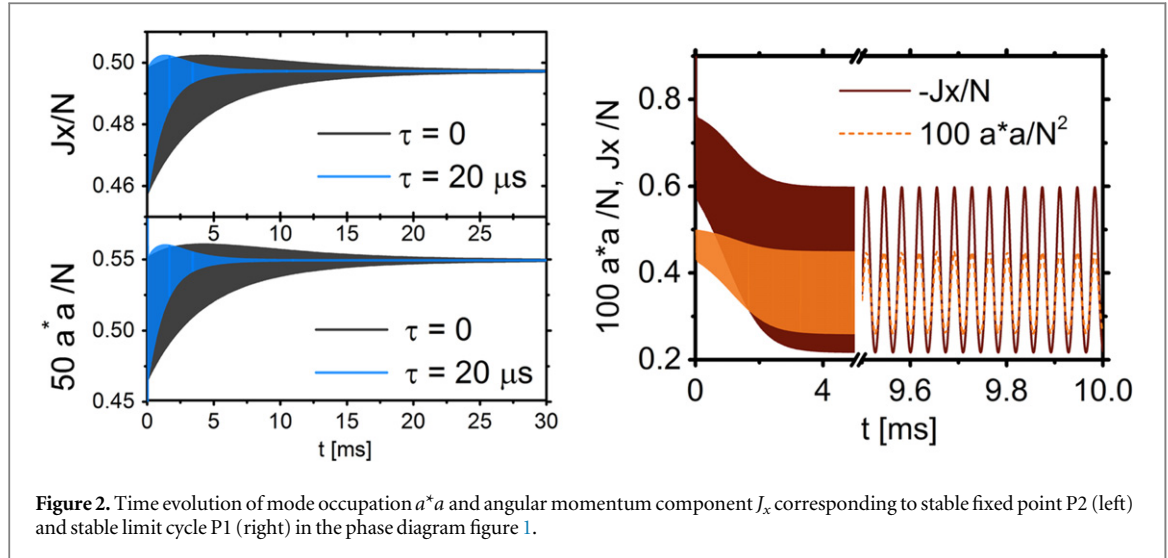 0.50
0.48
0.46
Jx/N
τ = 0
τ = 20 μs
5 10 15 20 25
0.55
0.50
0.45
50 a* a /N
τ = 0
τ = 20 μs
0 5 10 15 20 25 30
t [ms]
0.8
0.6
0.4
0.2
100 a*a /N, Jx /N
-Jx/N
100 a*a/N²
0 4 9.6 9.8 10.0
t [ms]
Figure 2. Time evolution of mode occupation a*a and angular momentum component Jₓ corresponding to stable fixed point P2 (left)
and stable limit cycle P1 (right) in the phase diagram figure 1.